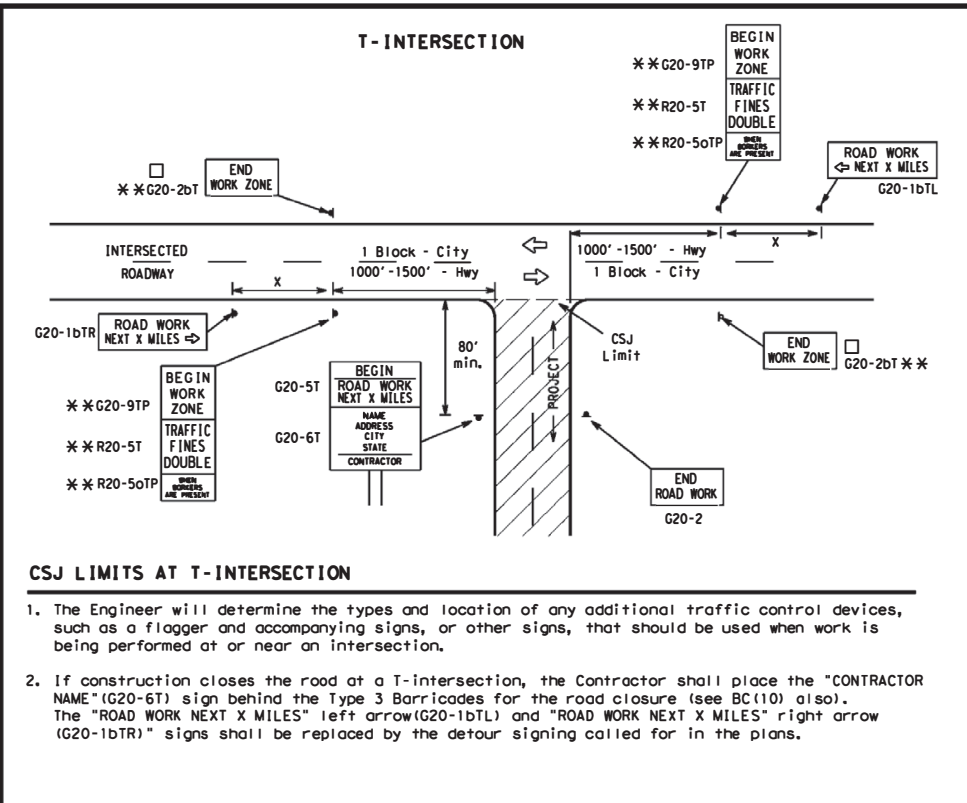 T-INTERSECTION
BEGIN
WORK
ZONE
**G20-9TP
TRAFFIC
FINES
DOUBLE
**R20-5T
WHEN
WORKERS
ARE PRESENT
**R20-5aTP
ROAD WORK
⇦ NEXT X MILES
G20-1bTL
END
WORK ZONE
□
**G20-2bT
INTERSECTED
ROADWAY
1 Block - City
1000'-1500' - Hwy
X
1000'-1500' - Hwy
1 Block - City
X
G20-1bTR
ROAD WORK
NEXT X MILES ⇨
80'
min.
CSJ
Limit
PROJECT
END
WORK ZONE
□
G20-2bT**
BEGIN
WORK
ZONE
**G20-9TP
TRAFFIC
FINES
DOUBLE
**R20-5T
WHEN
WORKERS
ARE PRESENT
**R20-5aTP
BEGIN
ROAD WORK
NEXT X MILES
G20-5T
NAME
ADDRESS
CITY
STATE
CONTRACTOR
G20-6T
END
ROAD WORK
G20-2
CSJ LIMITS AT T-INTERSECTION
1. The Engineer will determine the types and location of any additional traffic control devices,
such as a flagger and accompanying signs, or other signs, that should be used when work is
being performed at or near an intersection.
2. If construction closes the road at a T-intersection, the Contractor shall place the "CONTRACTOR
NAME"(G20-6T) sign behind the Type 3 Barricades for the road closure (see BC(10) also).
The "ROAD WORK NEXT X MILES" left arrow(G20-1bTL) and "ROAD WORK NEXT X MILES" right arrow
(G20-1bTR)" signs shall be replaced by the detour signing called for in the plans.